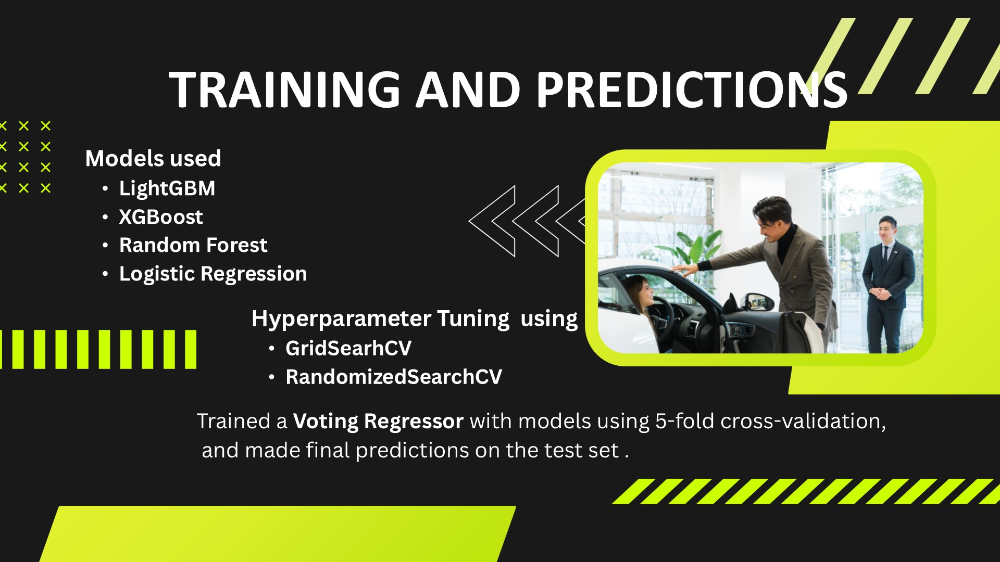 TRAINING AND PREDICTIONS
Models used
• LightGBM
• XGBoost
• Random Forest
• Logistic Regression
Hyperparameter Tuning  using
• GridSearhCV
• RandomizedSearchCV
Trained a Voting Regressor with models using 5-fold cross-validation,
and made final predictions on the test set .